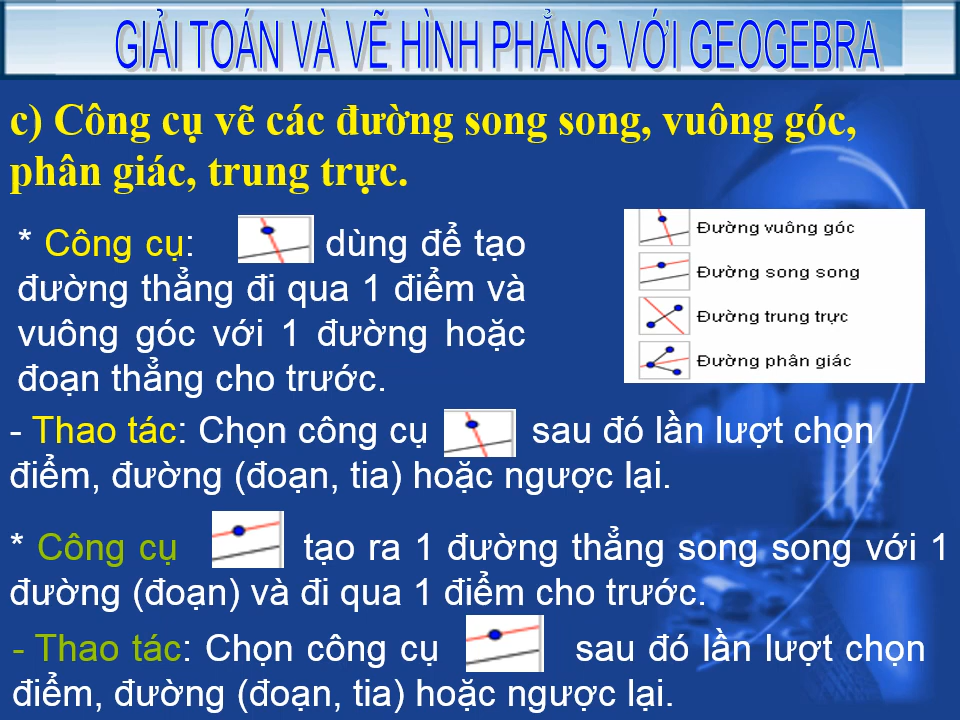 GIẢI TOÁN VÀ VẼ HÌNH PHẲNG VỚI GEOGEBRA
c) Công cụ vẽ các đường song song, vuông góc,
phân giác, trung trực.
* Công cụ: dùng để tạo
đường thẳng đi qua 1 điểm và
vuông góc với 1 đường hoặc
đoạn thẳng cho trước.
Đường vuông góc
Đường song song
Đường trung trực
Đường phân giác
- Thao tác: Chọn công cụ sau đó lần lượt chọn
điểm, đường (đoạn, tia) hoặc ngược lại.
* Công cụ tạo ra 1 đường thẳng song song với 1
đường (đoạn) và đi qua 1 điểm cho trước.
- Thao tác: Chọn công cụ sau đó lần lượt chọn
điểm, đường (đoạn, tia) hoặc ngược lại.